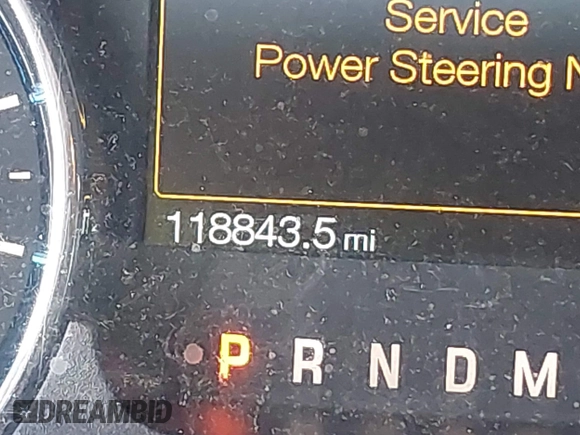 Service
Power Steering N
118843.5 mi
P R N D M
DREAMBID